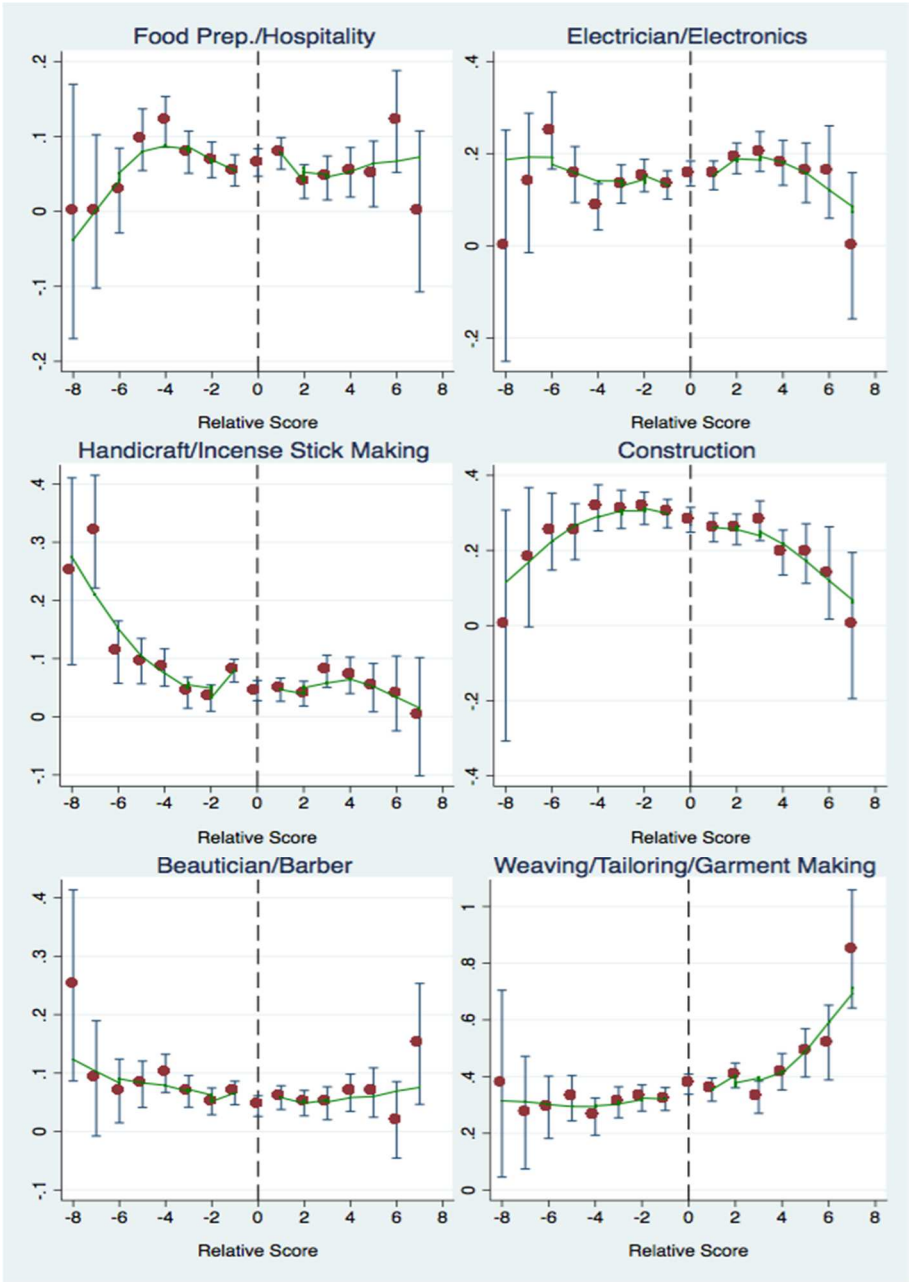 Food Prep./Hospitality
.2
.1
0
-.1
-.2
-8 -6 -4 -2 0 2 4 6 8
Relative Score
Electrician/Electronics
.4
.2
0
-.2
-8 -6 -4 -2 0 2 4 6 8
Relative Score
Handicraft/Incense Stick Making
.4
.3
.2
.1
0
-.1
-8 -6 -4 -2 0 2 4 6 8
Relative Score
Construction
.4
.2
0
-.2
-.4
-8 -6 -4 -2 0 2 4 6 8
Relative Score
Beautician/Barber
.4
.3
.2
.1
0
-.1
-8 -6 -4 -2 0 2 4 6 8
Relative Score
Weaving/Tailoring/Garment Making
1
.8
.6
.4
.2
0
-8 -6 -4 -2 0 2 4 6 8
Relative Score